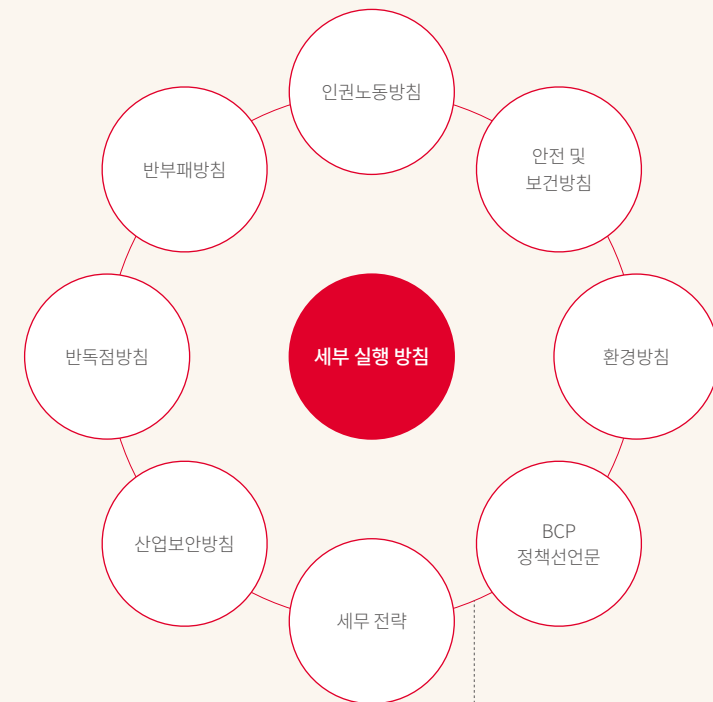 인권노동방침
안전 및
보건방침
환경방침
BCP
정책선언문
세무 전략
산업보안방침
반독점방침
반부패방침
세부 실행 방침